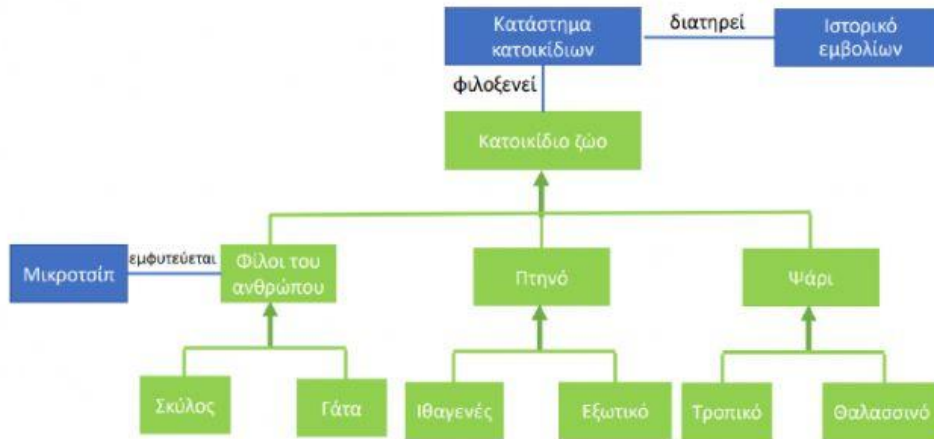 Κατάστημα
κατοικίδιων
διατηρεί
Ιστορικό
εμβολίων
φιλοξενεί
Κατοικίδιο ζώο
Μικροτσίπ
εμφυτεύεται
Φίλοι του
ανθρώπου
Πτηνό
Ψάρι
Σκύλος
Γάτα
Ιθαγενές
Εξωτικό
Τροπικό
Θαλασσινό